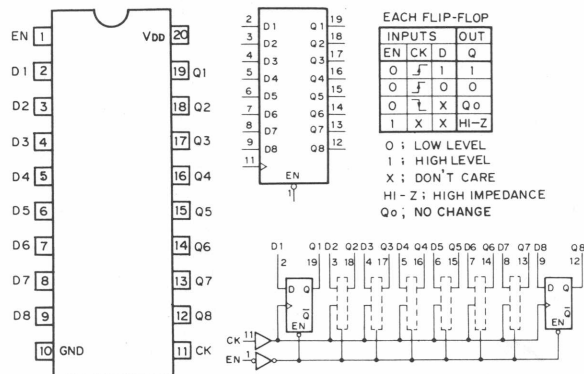 EN 1 VDD 20
D1 2 19 Q1
D2 3 18 Q2
D3 4 17 Q3
D4 5 16 Q4
D5 6 15 Q5
D6 7 14 Q6
D7 8 13 Q7
D8 9 12 Q8
10 GND 11 CK
2 D1 Q1 19
3 D2 Q2 18
4 D3 Q3 17
5 D4 Q4 16
6 D5 Q5 15
7 D6 Q6 14
8 D7 Q7 13
9 D8 Q8 12
11
EN
1
EACH FLIP-FLOP
INPUTS OUT
EN CK D Q
0 1 1
0 0 0
0 X Qo
1 X X HI-Z
0 ; LOW LEVEL
1 ; HIGH LEVEL
X ; DON'T CARE
HI-Z ; HIGH IMPEDANCE
Qo ; NO CHANGE
D1 Q1 D2 Q2 D3 Q3 D4 Q4 D5 Q5 D6 Q6 D7 Q7 D8 Q8
2 19 3 18 4 17 5 16 6 15 7 14 8 13 9 12
D Q D Q
Q̅ Q̅
EN EN
CK 11
EN 1